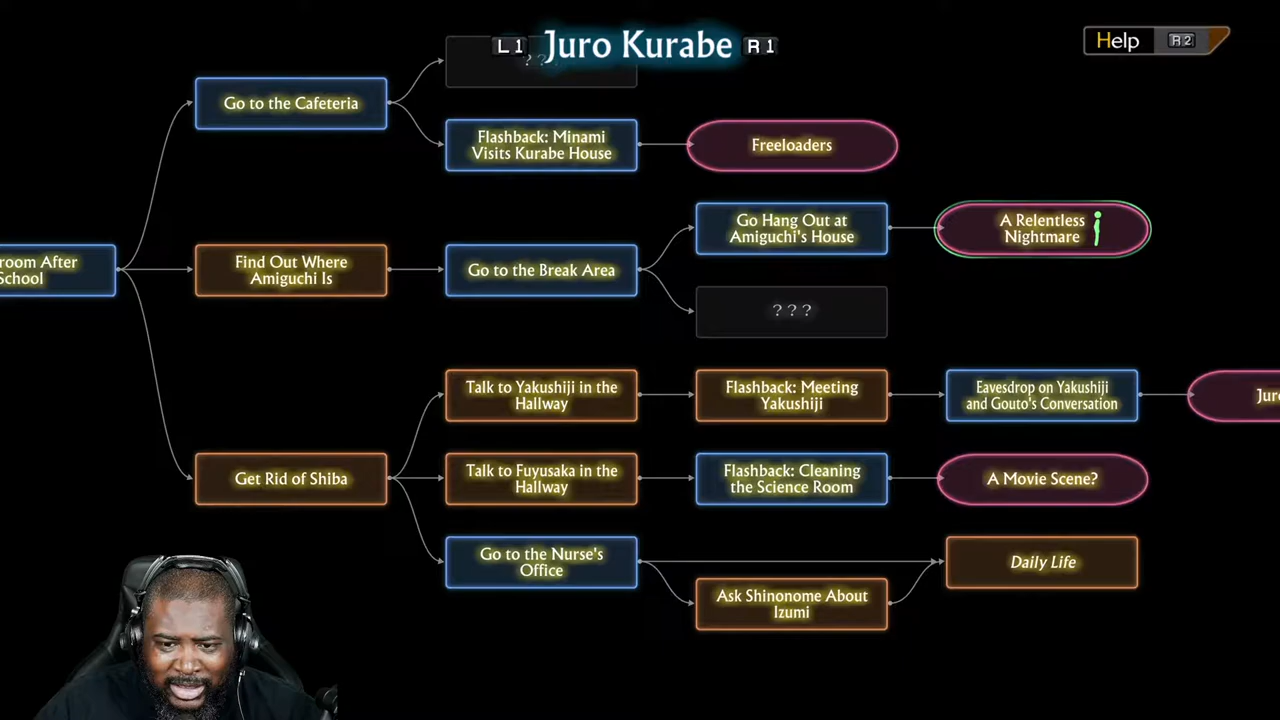 L1 Juro Kurabe R1
Help R2
? ? ?
Go to the Cafeteria
Flashback: Minami
Visits Kurabe House
Freeloaders
Go Hang Out at
Amiguchi's House
A Relentless
Nightmare
room After
School
Find Out Where
Amiguchi Is
Go to the Break Area
? ? ?
Talk to Yakushiji in the
Hallway
Flashback: Meeting
Yakushiji
Eavesdrop on Yakushiji
and Gouto's Conversation
Jur
Get Rid of Shiba
Talk to Fuyusaka in the
Hallway
Flashback: Cleaning
the Science Room
A Movie Scene?
Go to the Nurse's
Office
Daily Life
Ask Shinonome About
Izumi